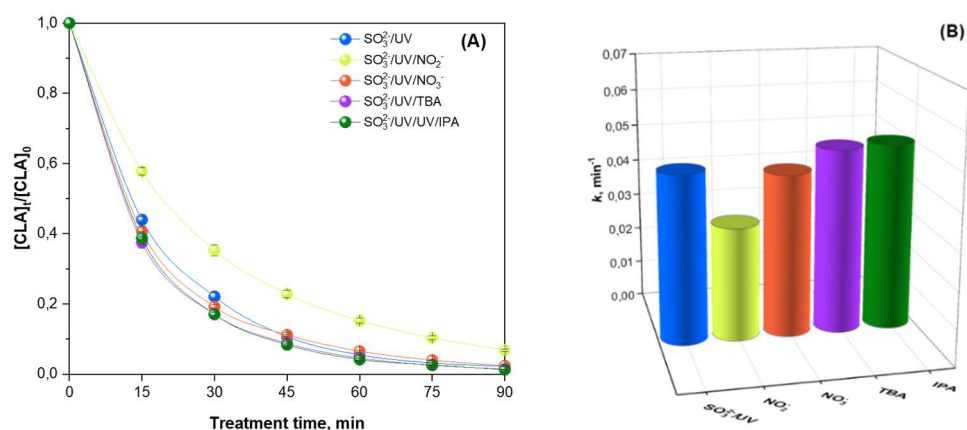 (A)
SO₃²⁻/UV
SO₃²⁻/UV/NO₂⁻
SO₃²⁻/UV/NO₃⁻
SO₃²⁻/UV/TBA
SO₃²⁻/UV/UV/IPA
[CLA]t/[CLA]0
1,0
0,8
0,6
0,4
0,2
0,0
0 15 30 45 60 75 90
Treatment time, min
(B)
k, min⁻¹
0,07
0,06
0,05
0,04
0,03
0,02
0,01
0,00
SO₃²⁻/UV
NO₂⁻
NO₃⁻
TBA
IPA